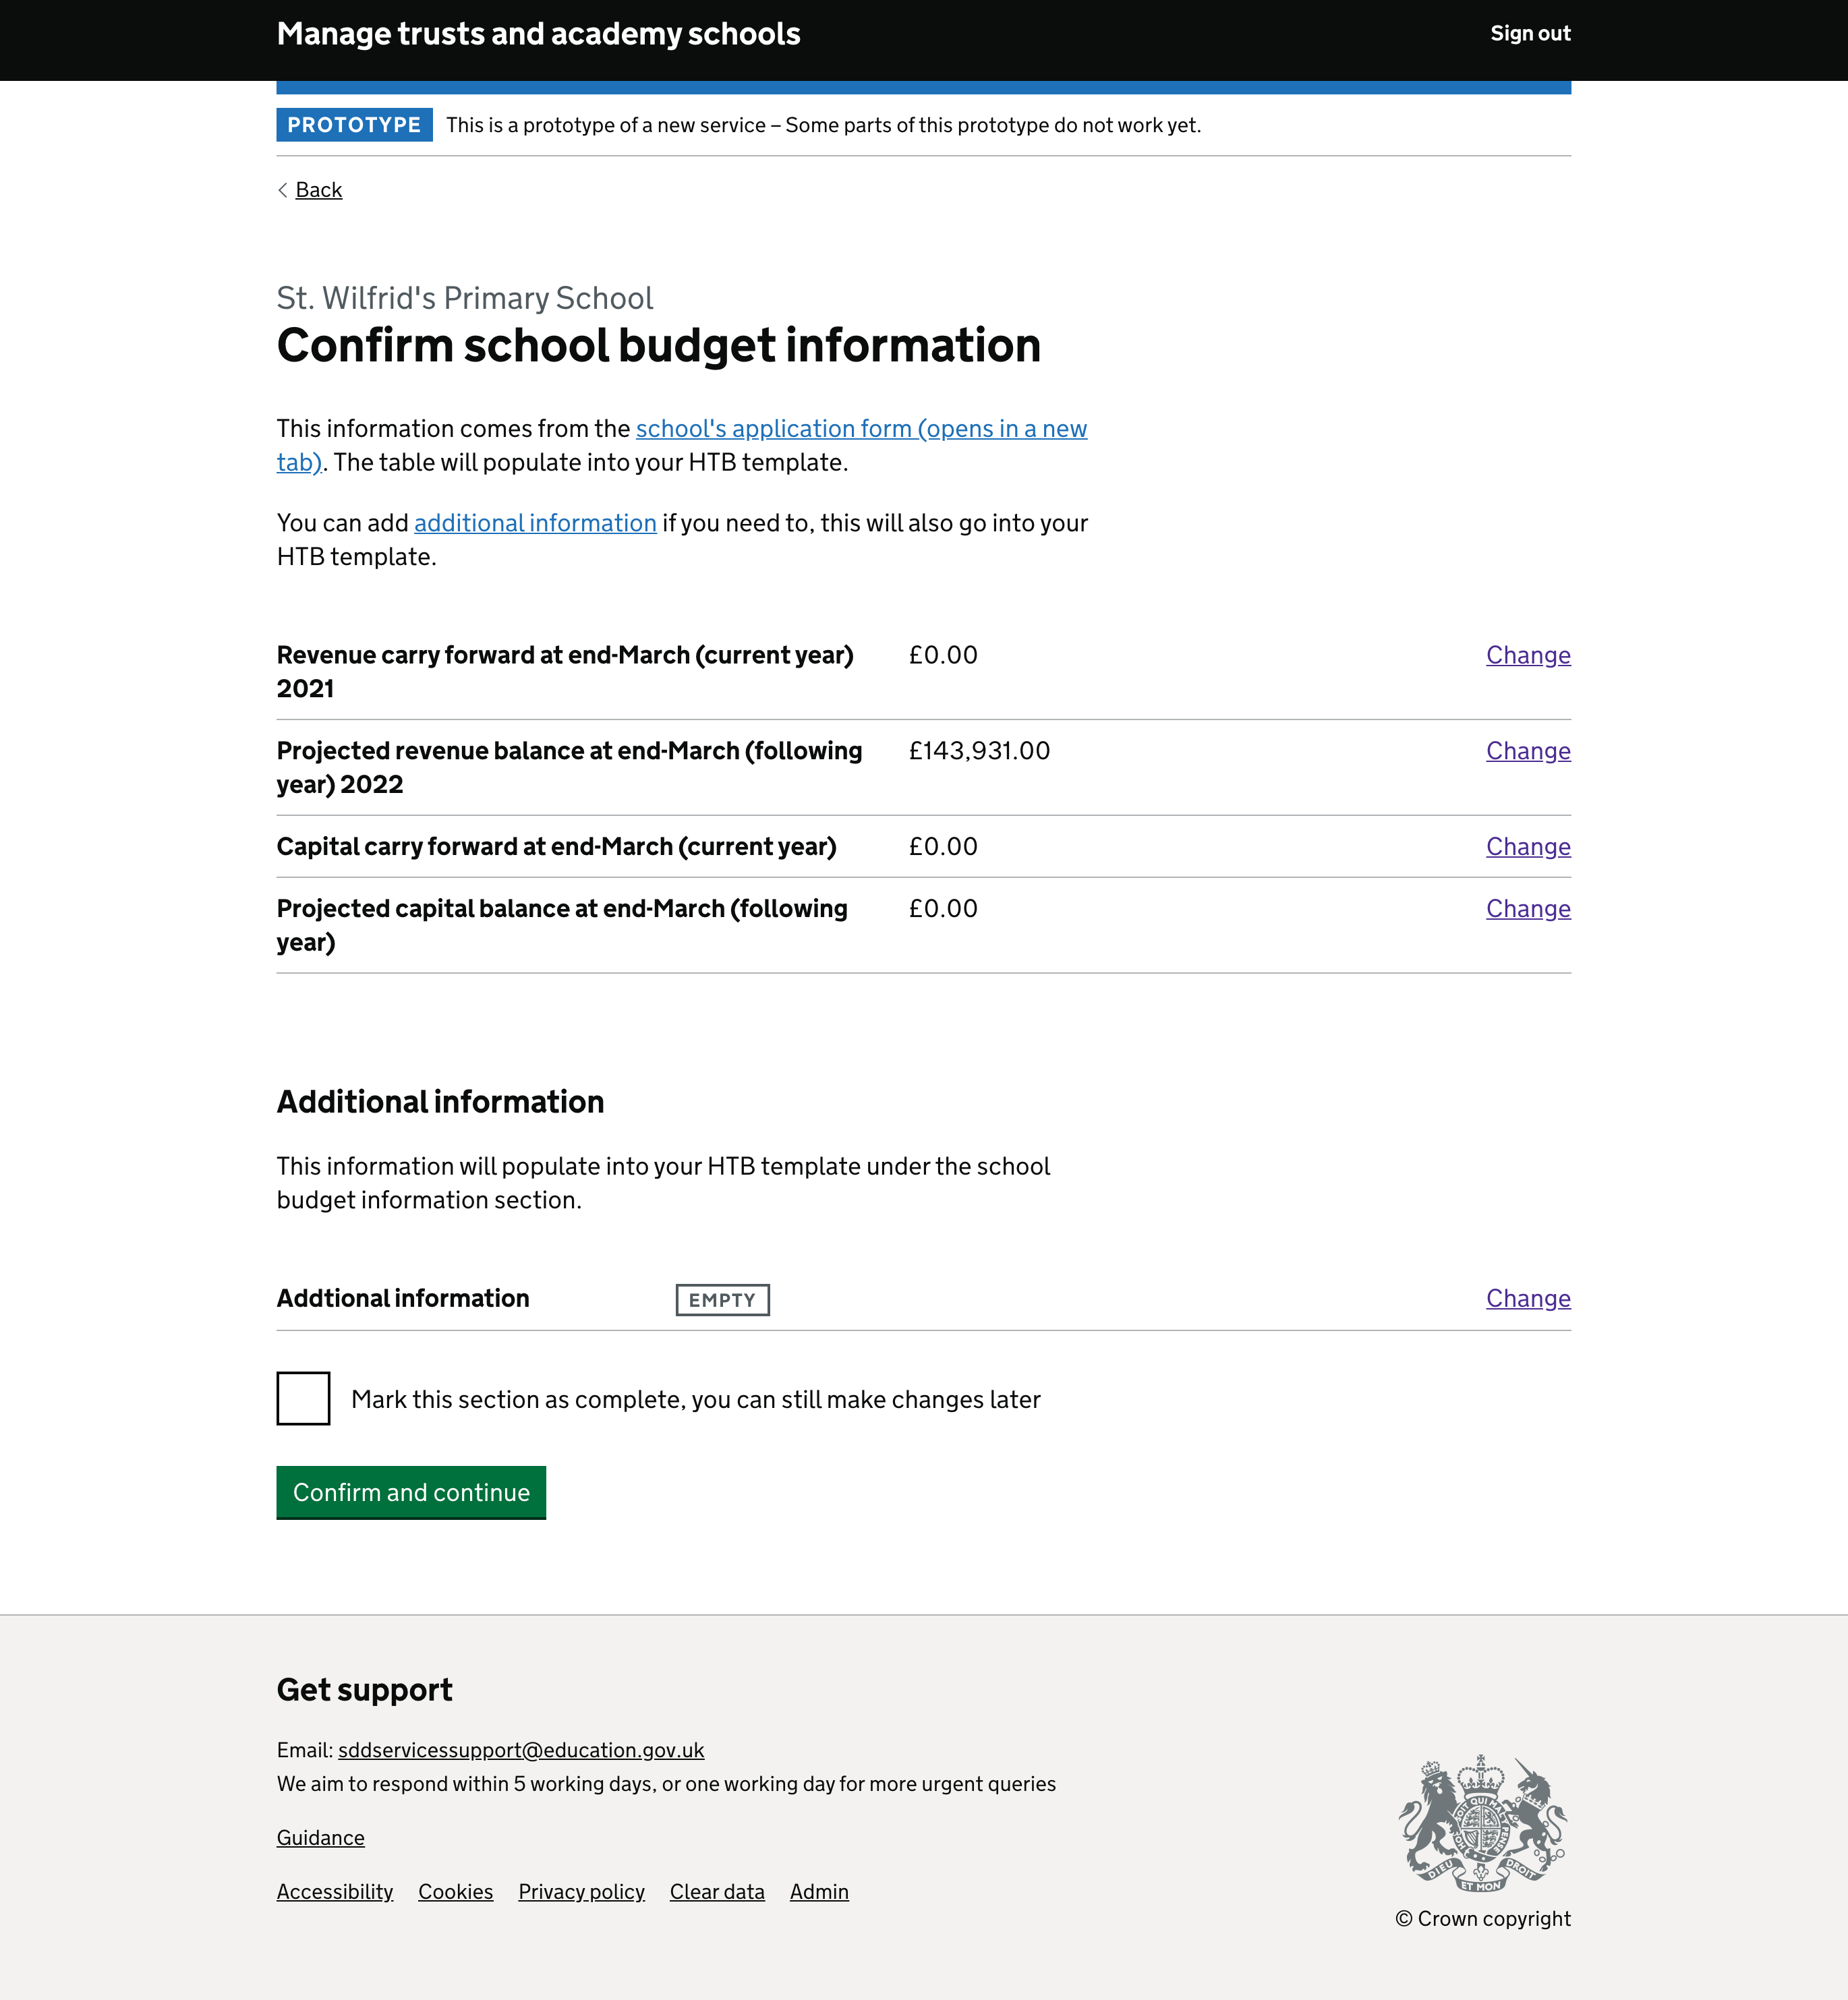 Manage trusts and academy schools
Sign out
PROTOTYPE This is a prototype of a new service – Some parts of this prototype do not work yet.
Back
St. Wilfrid's Primary School
Confirm school budget information
This information comes from the school's application form (opens in a new
tab). The table will populate into your HTB template.
You can add additional information if you need to, this will also go into your
HTB template.
Revenue carry forward at end-March (current year) £0.00 Change
2021
Projected revenue balance at end-March (following £143,931.00 Change
year) 2022
Capital carry forward at end-March (current year) £0.00 Change
Projected capital balance at end-March (following £0.00 Change
year)
Additional information
This information will populate into your HTB template under the school
budget information section.
Addtional information EMPTY Change
Mark this section as complete, you can still make changes later
Confirm and continue
Get support
Email: sddservicessupport@education.gov.uk
We aim to respond within 5 working days, or one working day for more urgent queries
Guidance
Accessibility Cookies Privacy policy Clear data Admin
DIEU ET MON DROIT
© Crown copyright